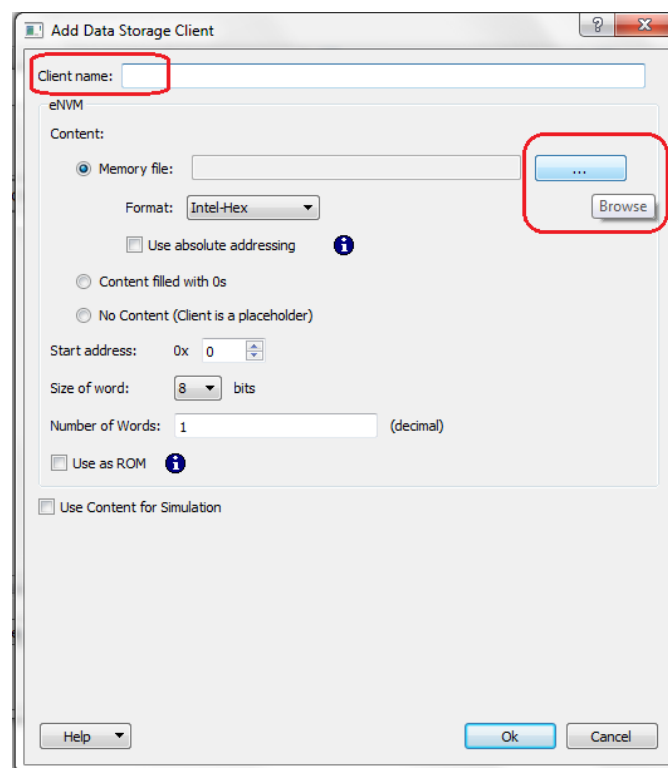 Add Data Storage Client
Client name:
eNVM
Content:
Memory file:
...
Browse
Format: Intel-Hex
Use absolute addressing
Content filled with 0s
No Content (Client is a placeholder)
Start address: 0x 0
Size of word: 8 bits
Number of Words: 1 (decimal)
Use as ROM
Use Content for Simulation
Help Ok Cancel